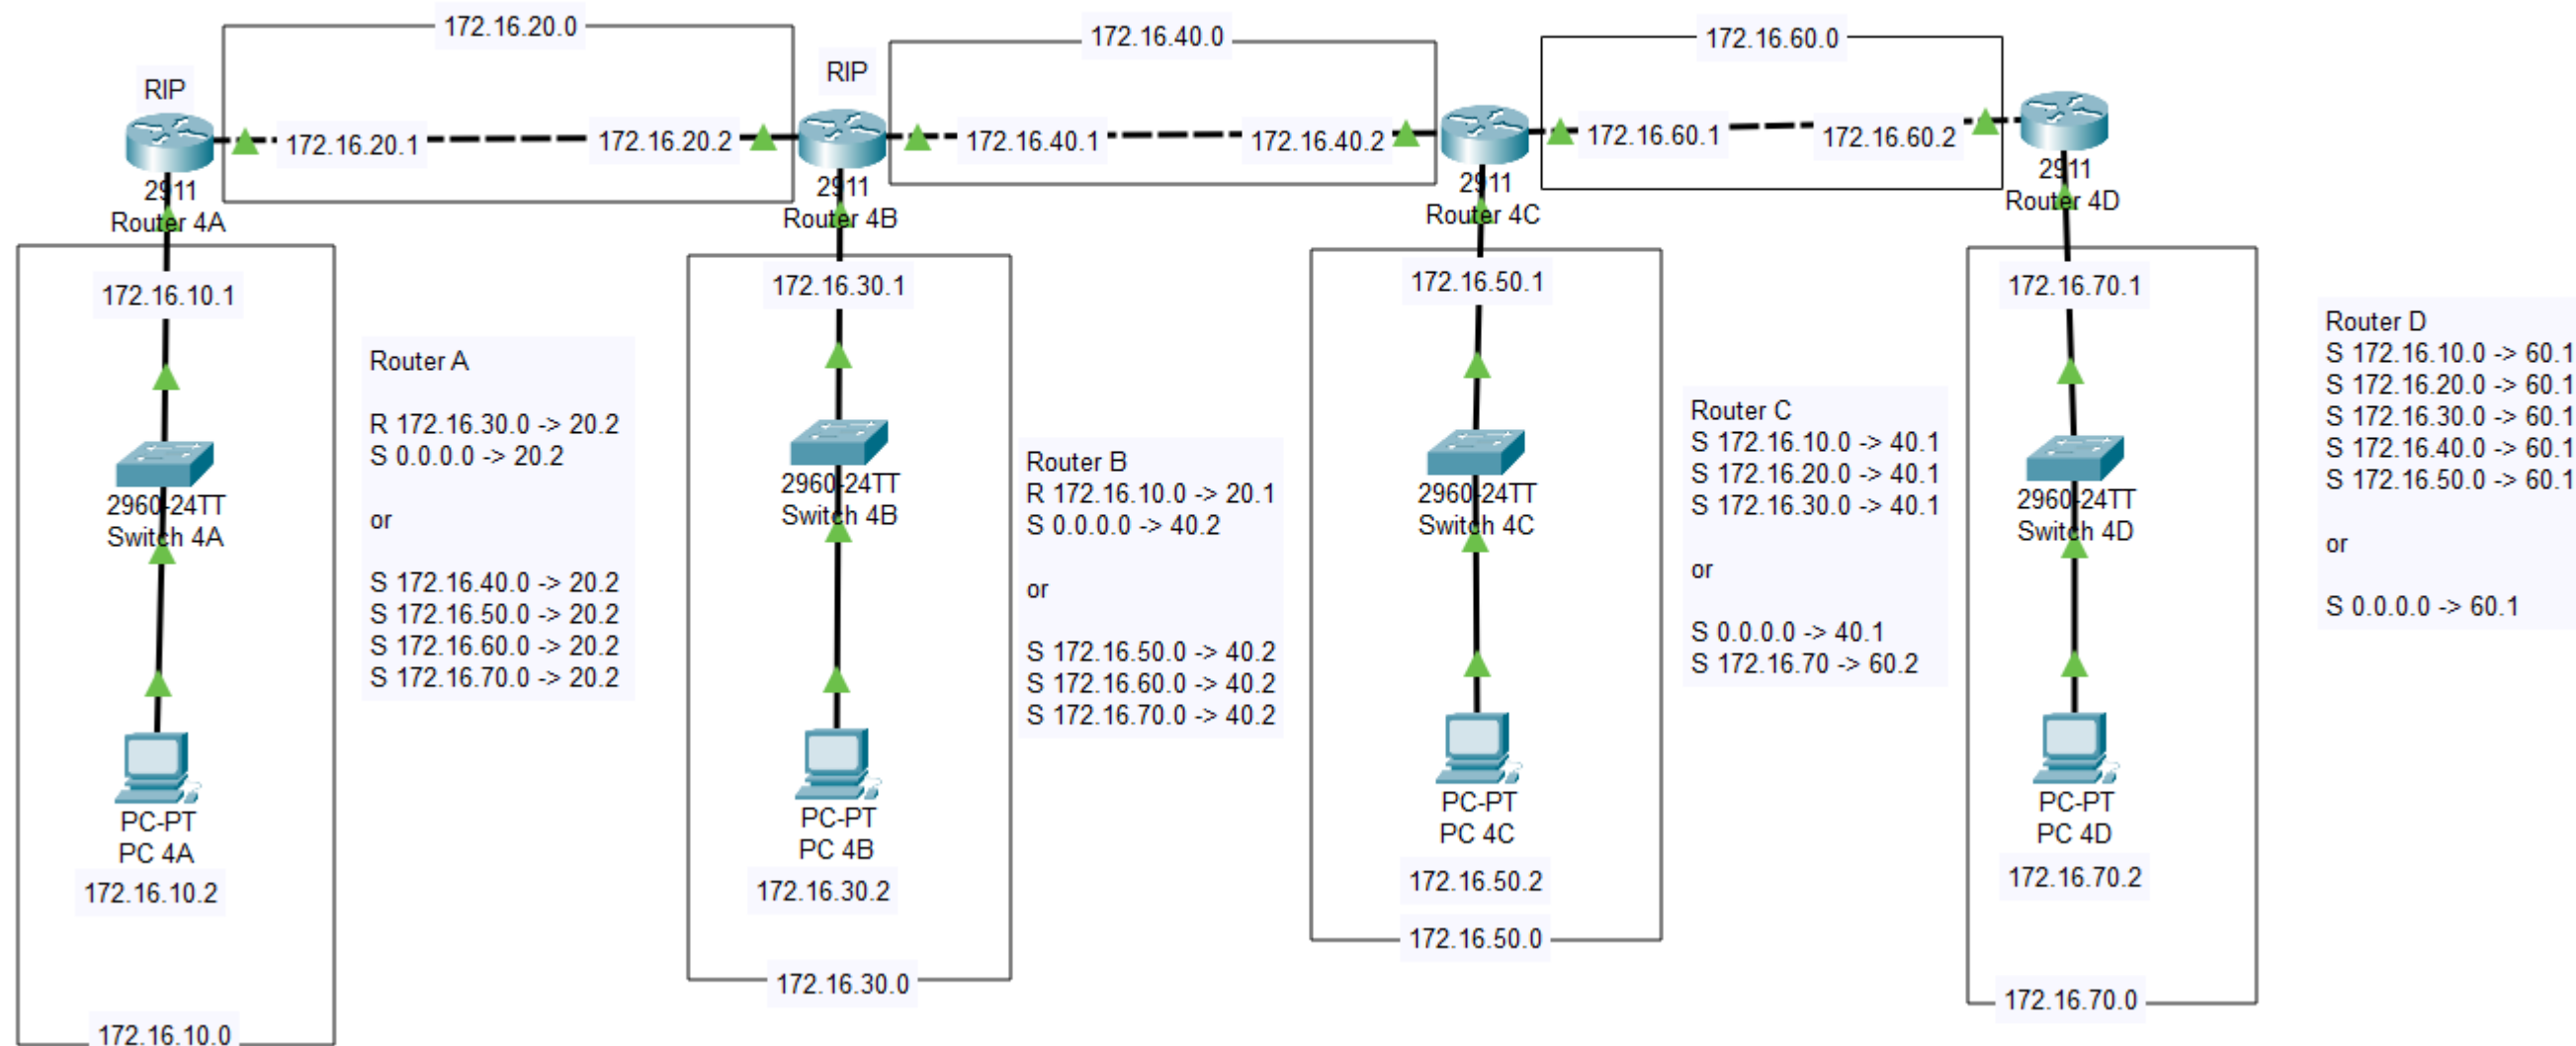 172.16.20.0
172.16.40.0
172.16.60.0
RIP
RIP
172.16.20.1
172.16.20.2
172.16.40.1
172.16.40.2
172.16.60.1
172.16.60.2
2911
Router 4A
2911
Router 4B
2911
Router 4C
2911
Router 4D
172.16.10.1
2960-24TT
Switch 4A
PC-PT
PC 4A
172.16.10.2
172.16.10.0
Router A
R 172.16.30.0 -> 20.2
S 0.0.0.0 -> 20.2
or
S 172.16.40.0 -> 20.2
S 172.16.50.0 -> 20.2
S 172.16.60.0 -> 20.2
S 172.16.70.0 -> 20.2
172.16.30.1
2960-24TT
Switch 4B
PC-PT
PC 4B
172.16.30.2
172.16.30.0
Router B
R 172.16.10.0 -> 20.1
S 0.0.0.0 -> 40.2
or
S 172.16.50.0 -> 40.2
S 172.16.60.0 -> 40.2
S 172.16.70.0 -> 40.2
172.16.50.1
2960-24TT
Switch 4C
PC-PT
PC 4C
172.16.50.2
172.16.50.0
Router C
S 172.16.10.0 -> 40.1
S 172.16.20.0 -> 40.1
S 172.16.30.0 -> 40.1
or
S 0.0.0.0 -> 40.1
S 172.16.70 -> 60.2
172.16.70.1
2960-24TT
Switch 4D
PC-PT
PC 4D
172.16.70.2
172.16.70.0
Router D
S 172.16.10.0 -> 60.1
S 172.16.20.0 -> 60.1
S 172.16.30.0 -> 60.1
S 172.16.40.0 -> 60.1
S 172.16.50.0 -> 60.1
or
S 0.0.0.0 -> 60.1